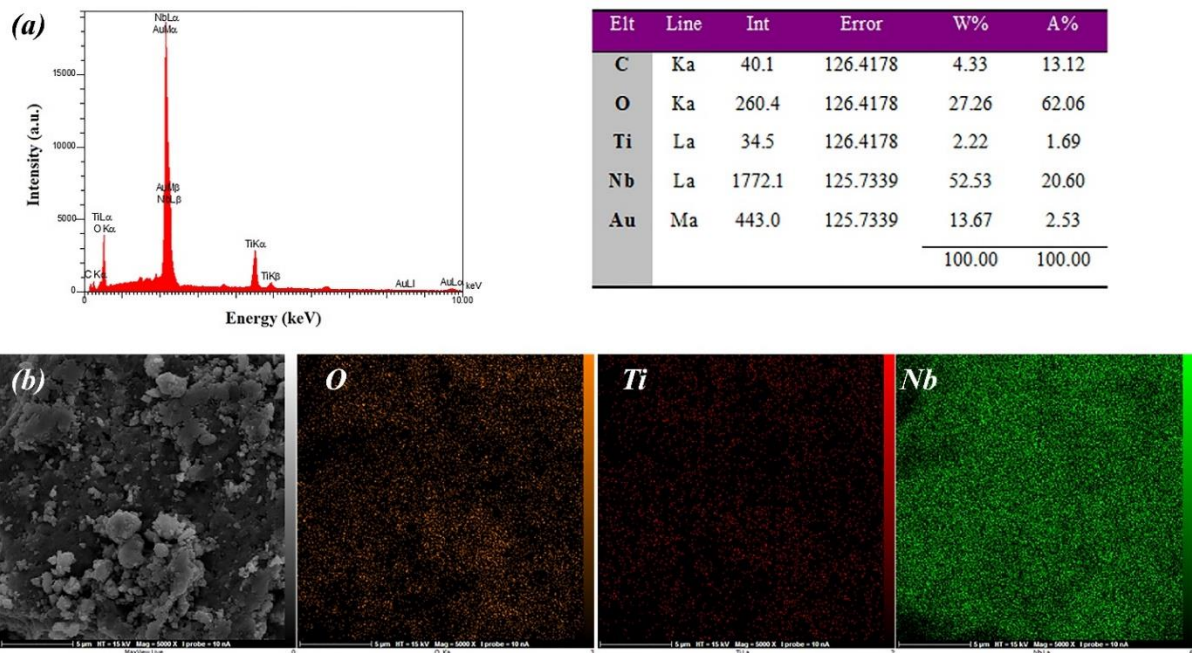 (a)
NbLα
AuMα
15000
10000
AuMβ
NbLβ
5000
TiLα
O Kα
TiKα
C Kα
TiKβ
AuLl
AuLα
keV
0
0
10.00
Intensity (a.u.)
Energy (keV)
Elt Line Int Error W% A%
C Ka 40.1 126.4178 4.33 13.12
O Ka 260.4 126.4178 27.26 62.06
Ti La 34.5 126.4178 2.22 1.69
Nb La 1772.1 125.7339 52.53 20.60
Au Ma 443.0 125.7339 13.67 2.53
100.00 100.00
(b)
O
Ti
Nb
5 µm HT = 15 kV Mag = 5000 X I probe = 10 nA
5 µm HT = 15 kV Mag = 5000 X I probe = 10 nA
5 µm HT = 15 kV Mag = 5000 X I probe = 10 nA
5 µm HT = 15 kV Mag = 5000 X I probe = 10 nA